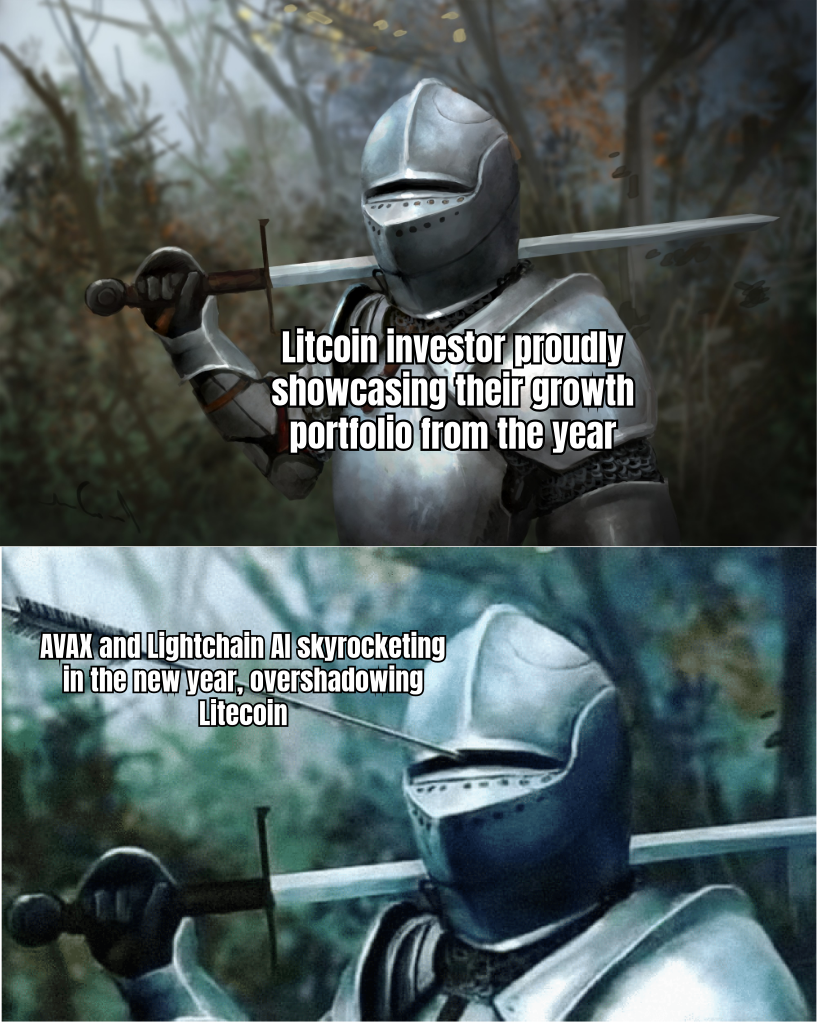 Litcoin investor proudly
showcasing their growth
portfolio from the year
AVAX and Lightchain AI skyrocketing
in the new year, overshadowing
Litecoin